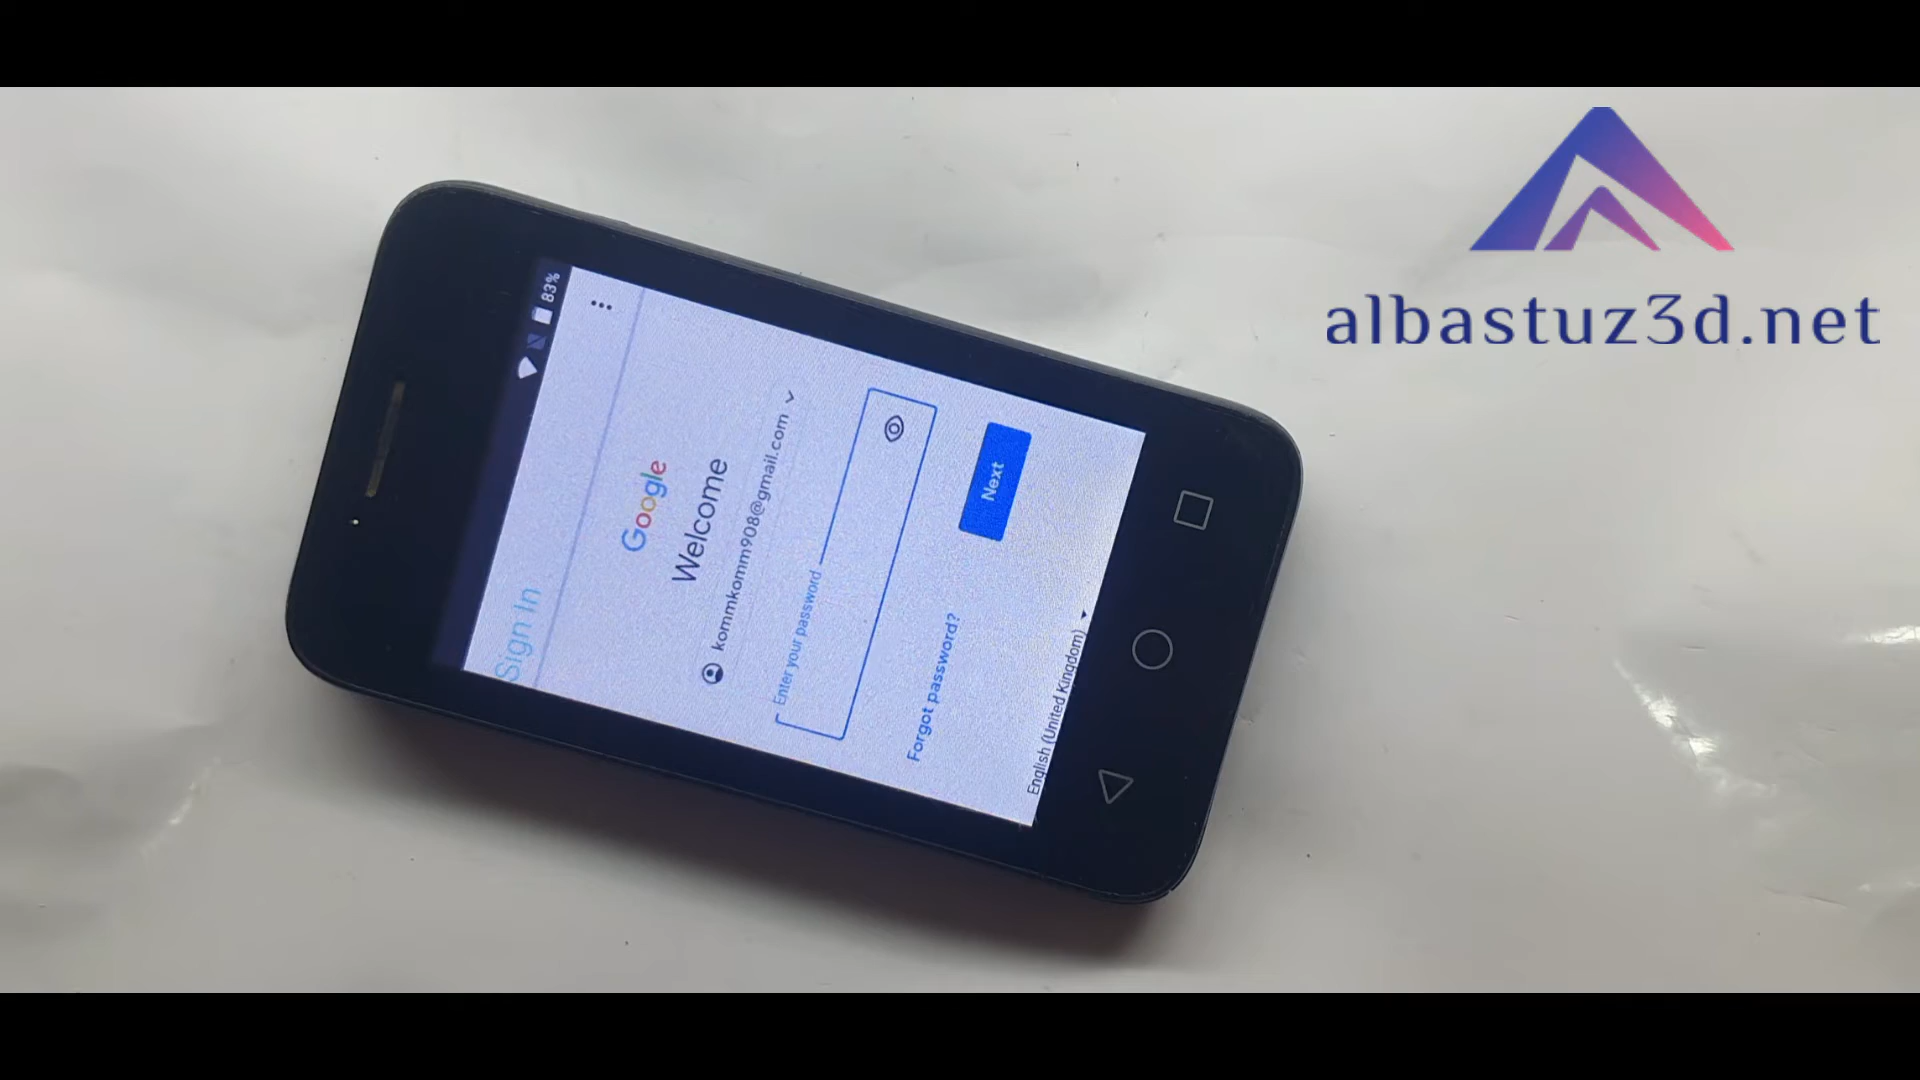 83%
Sign In
Google
Welcome
kommkomm908@gmail.com
Enter your password
Forgot password?
Next
English (United Kingdom)
albastuz3d.net